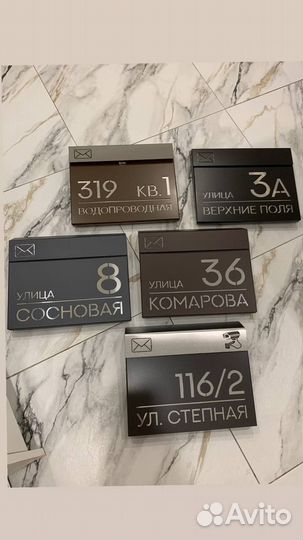 319 КВ.1
ВОДОПРОВОДНАЯ
УЛИЦА 3А
ВЕРХНИЕ ПОЛЯ
УЛИЦА 8
СОСНОВАЯ
УЛИЦА 36
КОМАРОВА
116/2
УЛ. СТЕПНАЯ
Avito